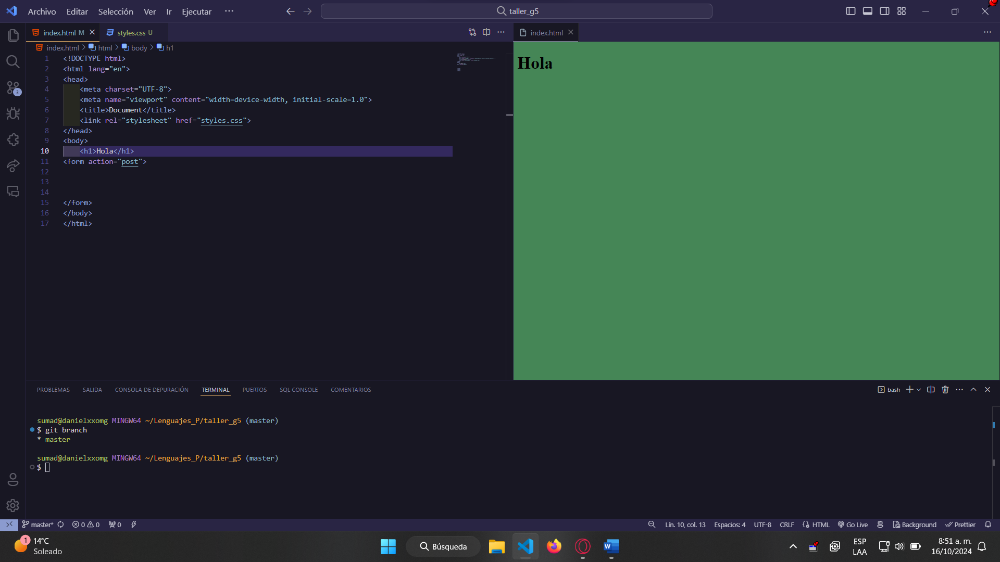 Archivo Editar Selección Ver Ir Ejecutar ··· taller_g5
index.html M styles.css U
index.html > html > body > h1
1 <!DOCTYPE html>
2 <html lang="en">
3 <head>
4 <meta charset="UTF-8">
5 <meta name="viewport" content="width=device-width, initial-scale=1.0">
6 <title>Document</title>
7 <link rel="stylesheet" href="styles.css">
8 </head>
9 <body>
10 <h1>Hola</h1>
11 <form action="post">
12
13
14
15 </form>
16 </body>
17 </html>
index.html
Hola
3
PROBLEMAS SALIDA CONSOLA DE DEPURACIÓN TERMINAL PUERTOS SQL CONSOLE COMENTARIOS bash
sumad@danielxxomg MINGW64 ~/Lenguajes_P/taller_g5 (master)
$ git branch
* master
sumad@danielxxomg MINGW64 ~/Lenguajes_P/taller_g5 (master)
$
master* 0 0 0 Lín. 10, col. 13 Espacios: 4 UTF-8 CRLF HTML Go Live Background Prettier
1 14°C
Soleado
Búsqueda
ESP
LAA
8:51 a. m.
16/10/2024